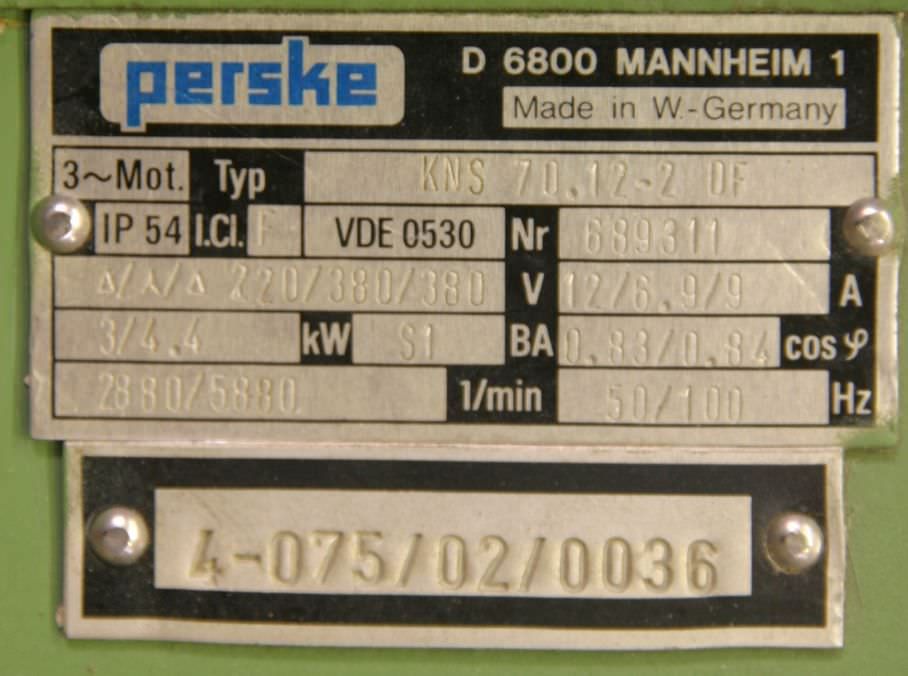 perske
D 6800 MANNHEIM 1
Made in W.-Germany
3~Mot. Typ KNS 70.12-2 DF
IP 54 I.Cl. F VDE 0530 Nr 689311
Δ/⅄/Δ 220/380/380 V 12/6.9/9 A
3/4.4 kW S1 BA 0.83/0.84 cos φ
2880/5880 1/min 50/100 Hz
4-075/02/0036